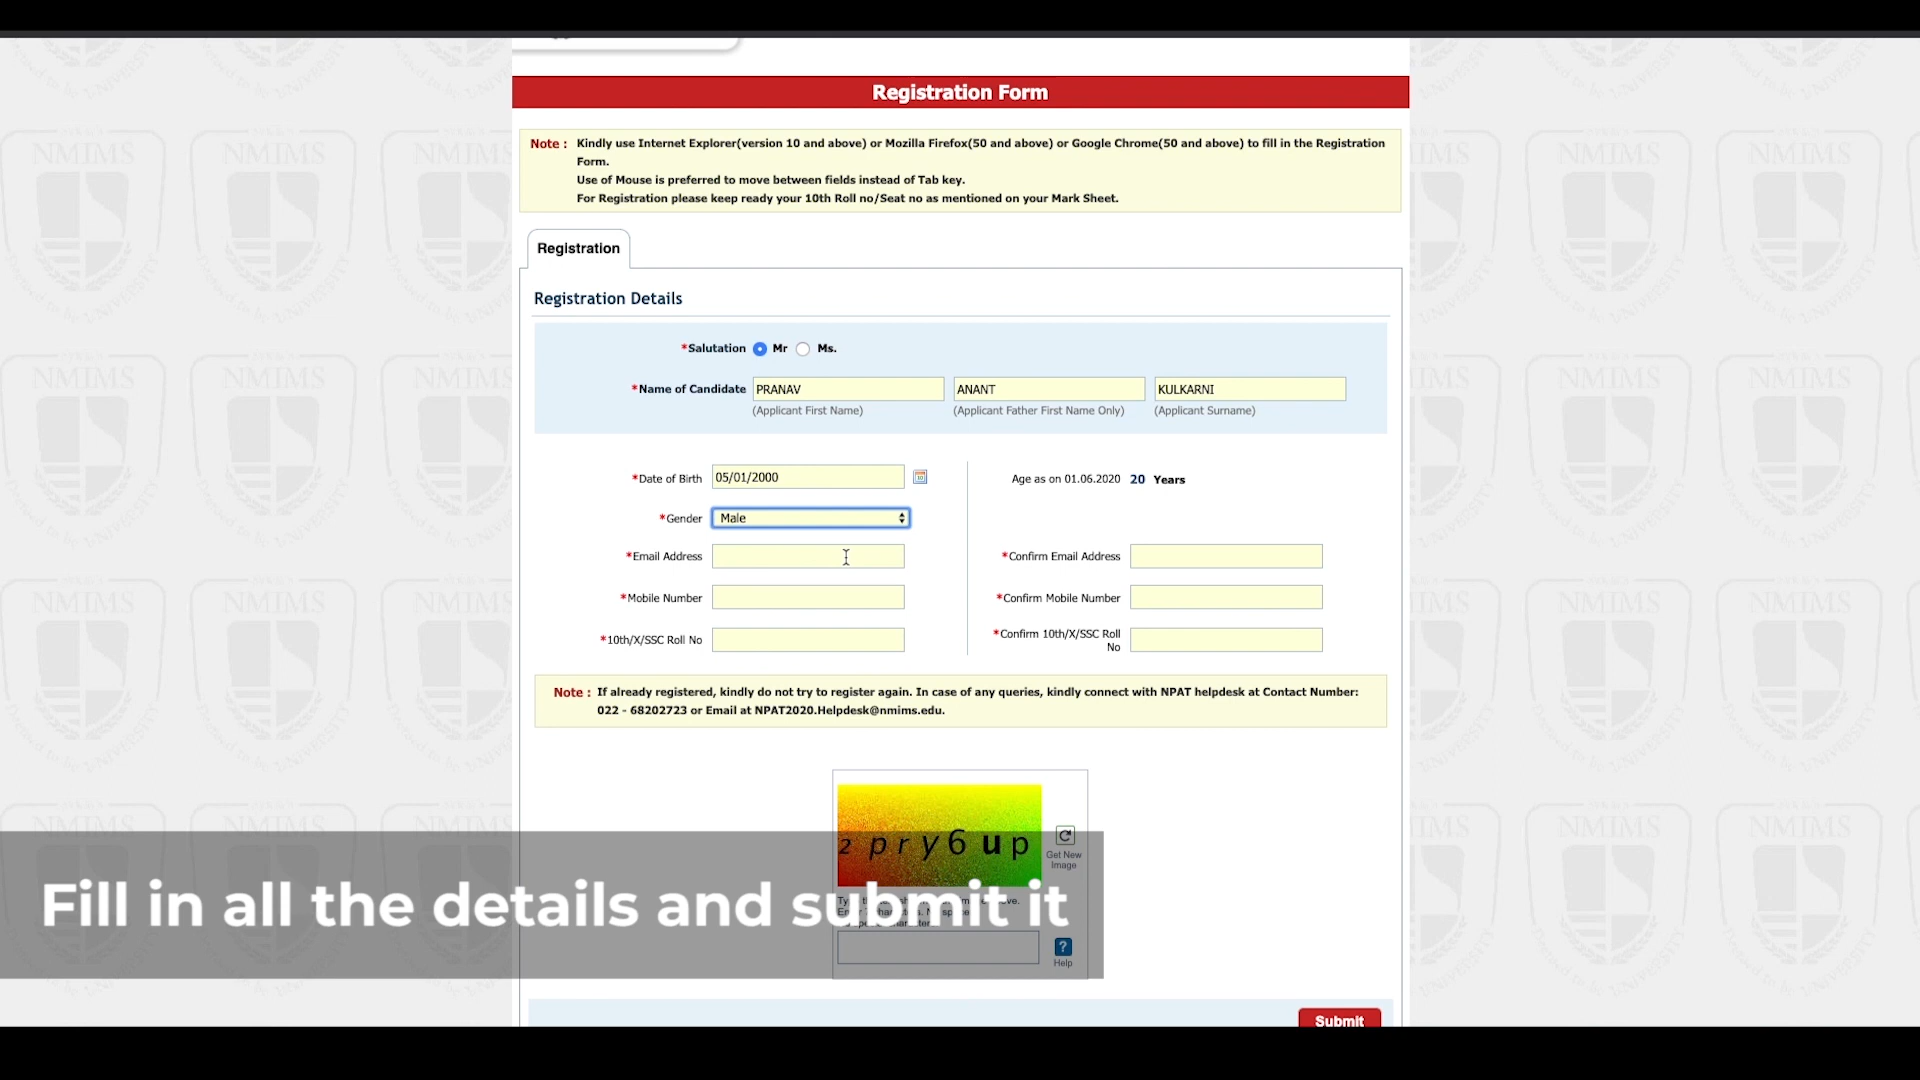 Registration Form
Note : Kindly use Internet Explorer(version 10 and above) or Mozilla Firefox(50 and above) or Google Chrome(50 and above) to fill in the Registration
Form.
Use of Mouse is preferred to move between fields instead of Tab key.
For Registration please keep ready your 10th Roll no/Seat no as mentioned on your Mark Sheet.
Registration
Registration Details
*Salutation Mr Ms.
*Name of Candidate PRANAV ANANT KULKARNI
(Applicant First Name) (Applicant Father First Name Only) (Applicant Surname)
*Date of Birth 05/01/2000 Age as on 01.06.2020 20 Years
*Gender Male
*Email Address *Confirm Email Address
*Mobile Number *Confirm Mobile Number
*10th/X/SSC Roll No *Confirm 10th/X/SSC Roll
No
Note : If already registered, kindly do not try to register again. In case of any queries, kindly connect with NPAT helpdesk at Contact Number:
022 - 68202723 or Email at NPAT2020.Helpdesk@nmims.edu.
2pry6up
Get New
Image
Fill in all the details and submit it
Help
Submit
NMIMS